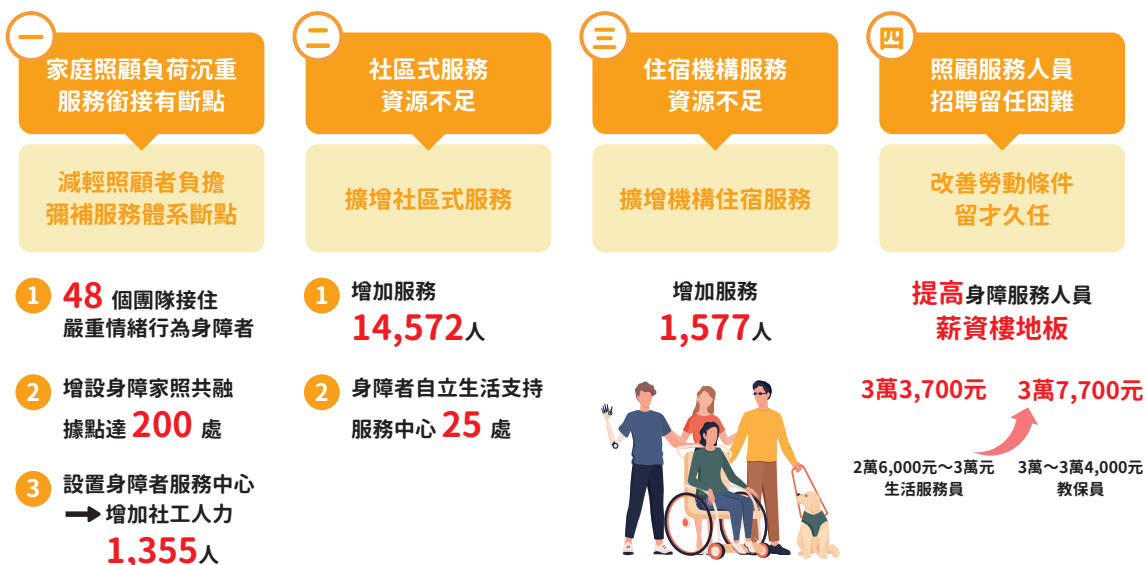 一
家庭照顧負荷沉重
服務銜接有斷點
減輕照顧者負擔
彌補服務體系斷點
1 48 個團隊接住
嚴重情緒行為身障者
2 增設身障家照共融
據點達 200 處
3 設置身障者服務中心
增加社工人力
1,355人
二
社區式服務
資源不足
擴增社區式服務
1 增加服務
14,572人
2 身障者自立生活支持
服務中心 25 處
三
住宿機構服務
資源不足
擴增機構住宿服務
增加服務
1,577人
四
照顧服務人員
招聘留任困難
改善勞動條件
留才久任
提高身障服務人員
薪資樓地板
3萬3,700元 3萬7,700元
2萬6,000元～3萬元 3萬～3萬4,000元
生活服務員 教保員